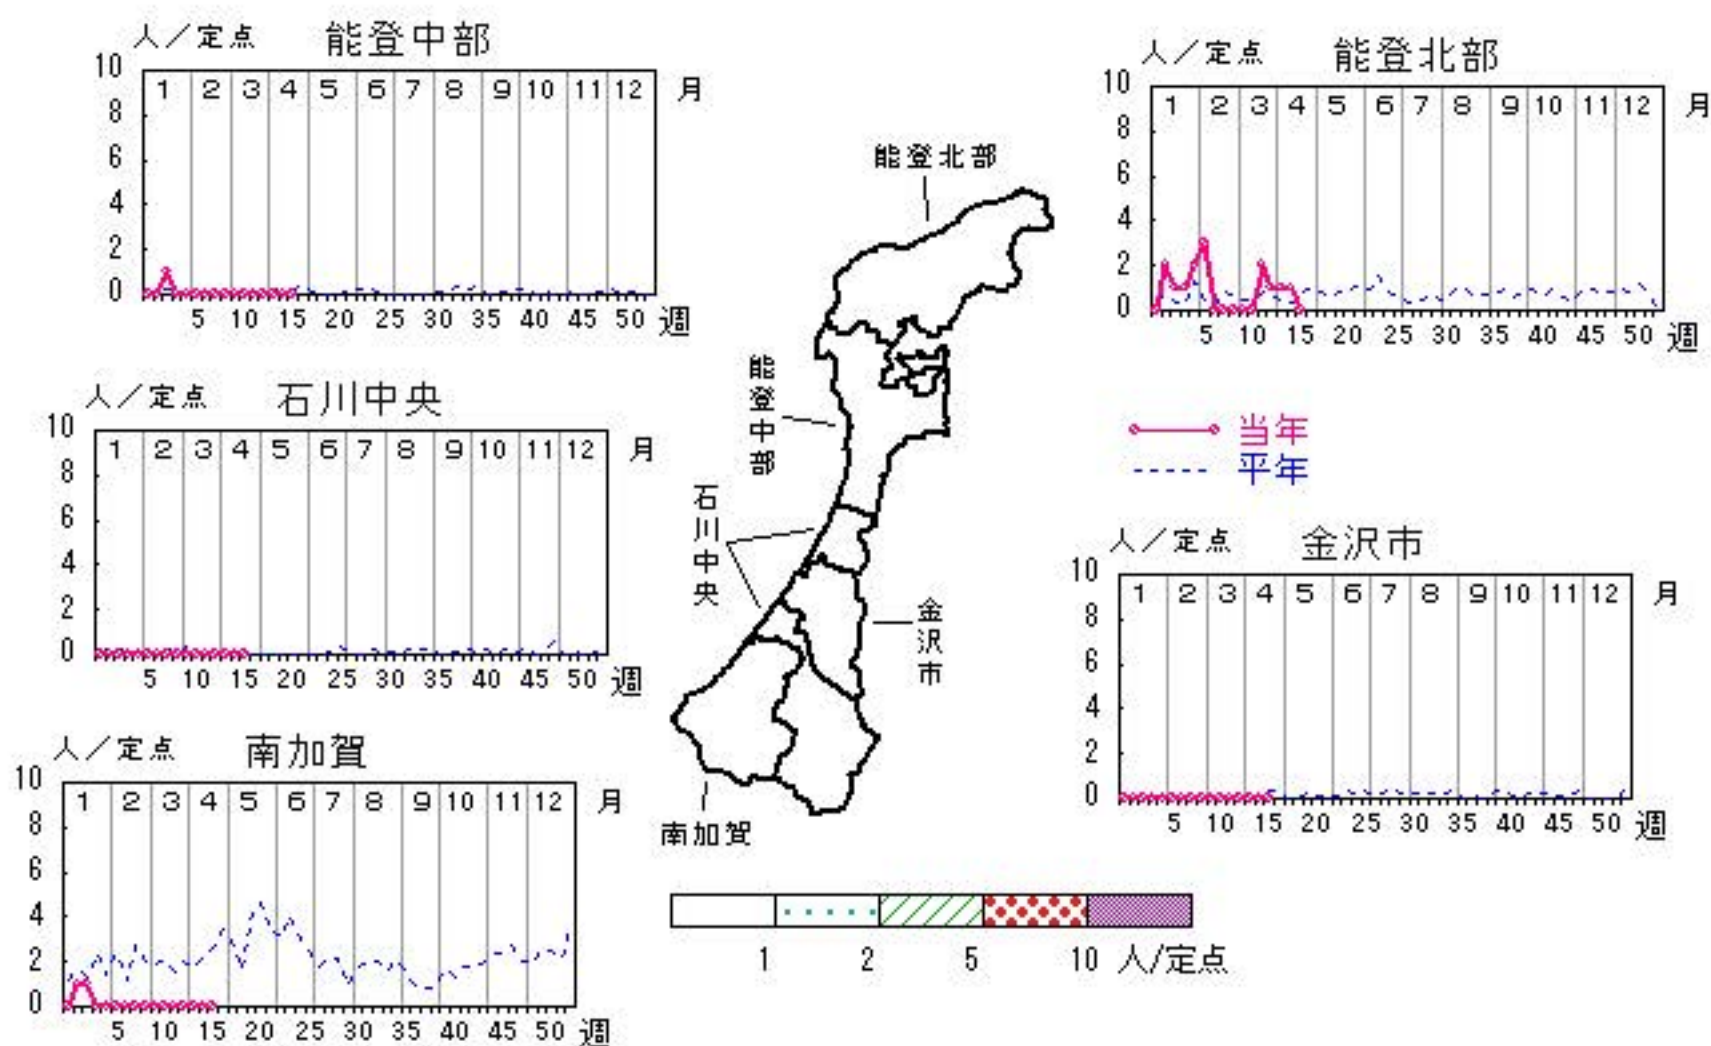 人／定点 能登中部
10 8 6 4 2 0
1 2 3 4 5 6 7 8 9 10 11 12 月
5 10 15 20 25 30 35 40 45 50 週
人／定点 能登北部
10 8 6 4 2 0
1 2 3 4 5 6 7 8 9 10 11 12 月
5 10 15 20 25 30 35 40 45 50 週
人／定点 石川中央
10 8 6 4 2 0
1 2 3 4 5 6 7 8 9 10 11 12 月
5 10 15 20 25 30 35 40 45 50 週
当年
平年
人／定点 金沢市
10 8 6 4 2 0
1 2 3 4 5 6 7 8 9 10 11 12 月
5 10 15 20 25 30 35 40 45 50 週
人／定点 南加賀
10 8 6 4 2 0
1 2 3 4 5 6 7 8 9 10 11 12 月
5 10 15 20 25 30 35 40 45 50 週
能登北部
能登中部
石川中央
金沢市
南加賀
1 2 5 10 人/定点